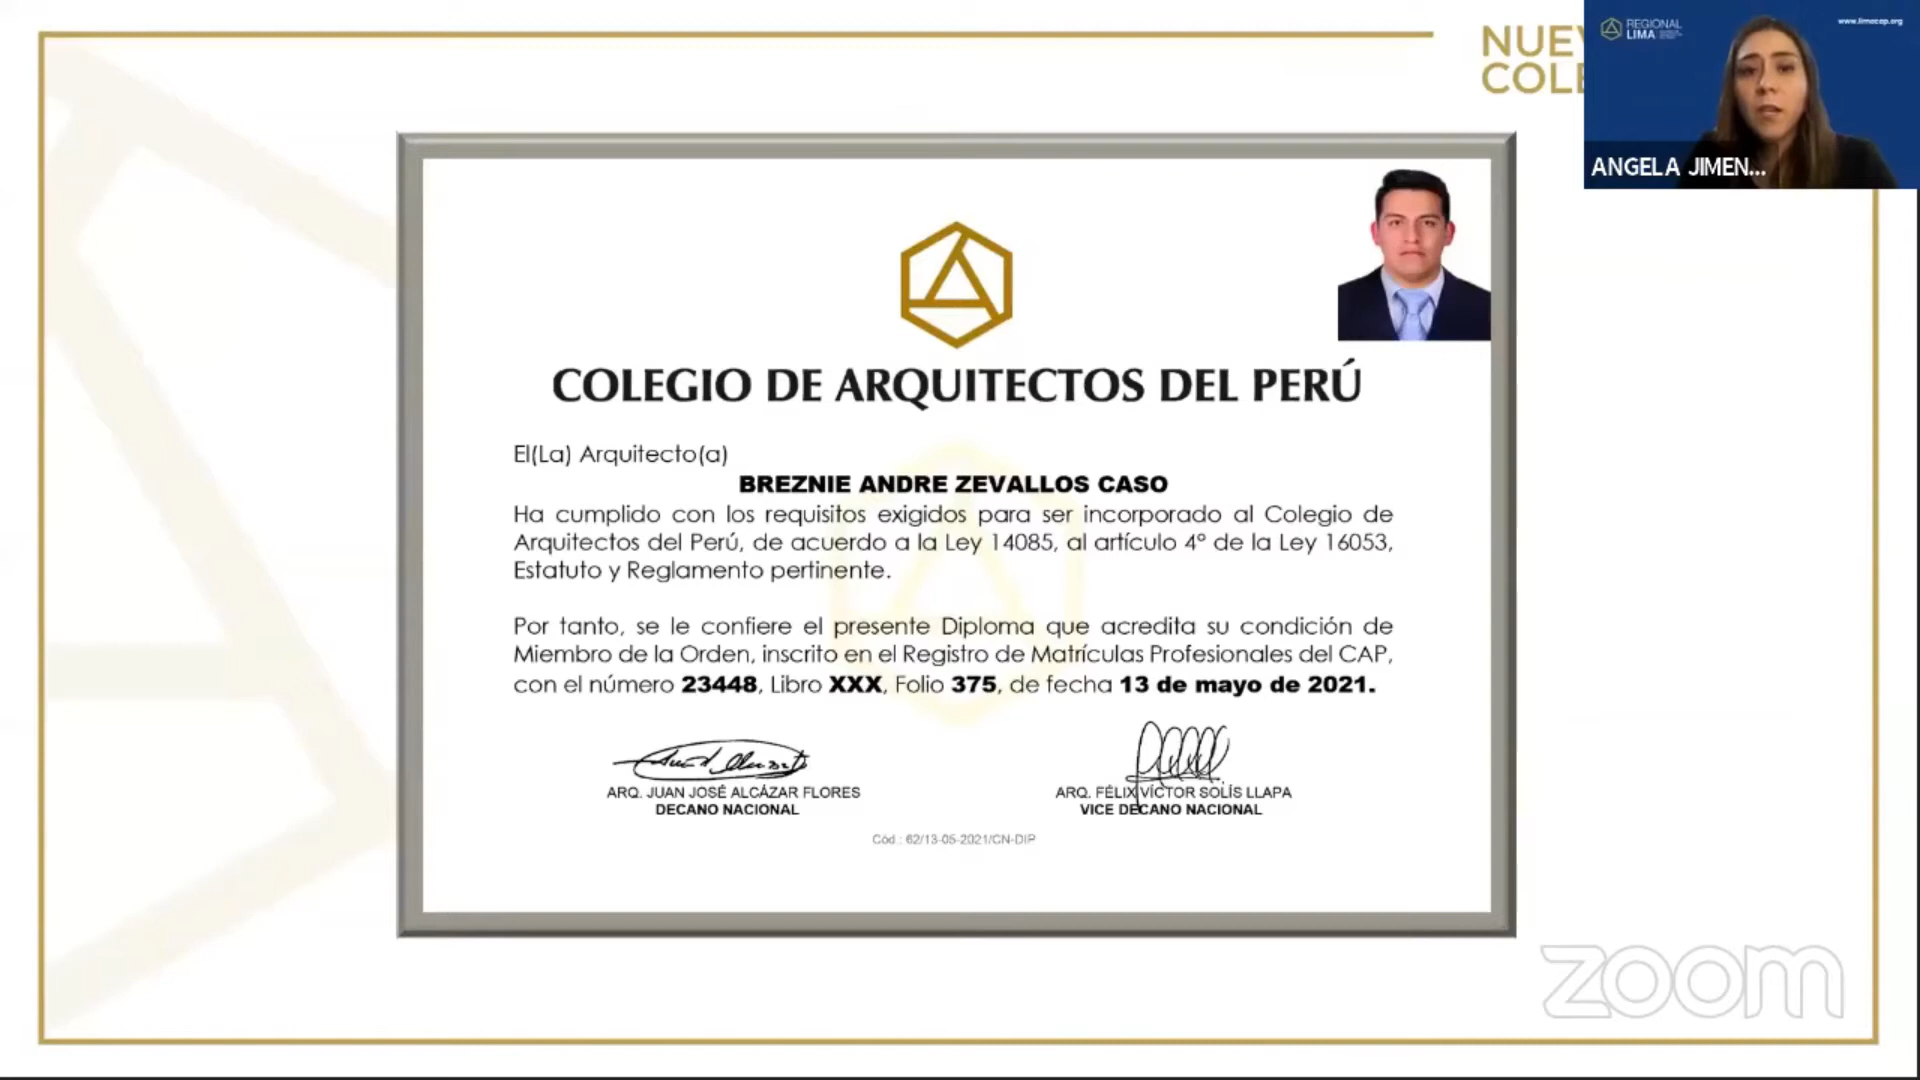 NUEV
COLE
REGIONAL
LIMA
www.limacap.org
ANGELA JIMEN...
COLEGIO DE ARQUITECTOS DEL PERÚ
El(La) Arquitecto(a)
BREZNIE ANDRE ZEVALLOS CASO
Ha cumplido con los requisitos exigidos para ser incorporado al Colegio de
Arquitectos del Perú, de acuerdo a la Ley 14085, al artículo 4° de la Ley 16053,
Estatuto y Reglamento pertinente.
Por tanto, se le confiere el presente Diploma que acredita su condición de
Miembro de la Orden, inscrito en el Registro de Matrículas Profesionales del CAP,
con el número 23448, Libro XXX, Folio 375, de fecha 13 de mayo de 2021.
ARQ. JUAN JOSÉ ALCÁZAR FLORES
DECANO NACIONAL
ARQ. FÉLIX VÍCTOR SOLÍS LLAPA
VICE DECANO NACIONAL
Cód.: 62/13-05-2021/CN-DIP
zoom